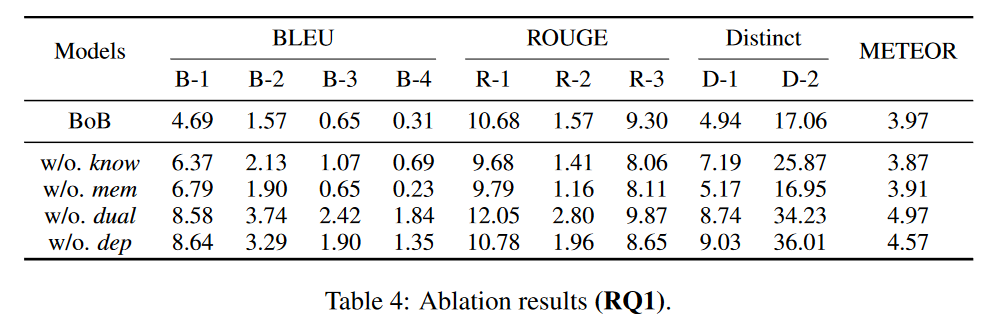 Models BLEU ROUGE Distinct METEOR
B-1 B-2 B-3 B-4 R-1 R-2 R-3 D-1 D-2
BoB 4.69 1.57 0.65 0.31 10.68 1.57 9.30 4.94 17.06 3.97
w/o. know 6.37 2.13 1.07 0.69 9.68 1.41 8.06 7.19 25.87 3.87
w/o. mem 6.79 1.90 0.65 0.23 9.79 1.16 8.11 5.17 16.95 3.91
w/o. dual 8.58 3.74 2.42 1.84 12.05 2.80 9.87 8.74 34.23 4.97
w/o. dep 8.64 3.29 1.90 1.35 10.78 1.96 8.65 9.03 36.01 4.57
Table 4: Ablation results (RQ1).